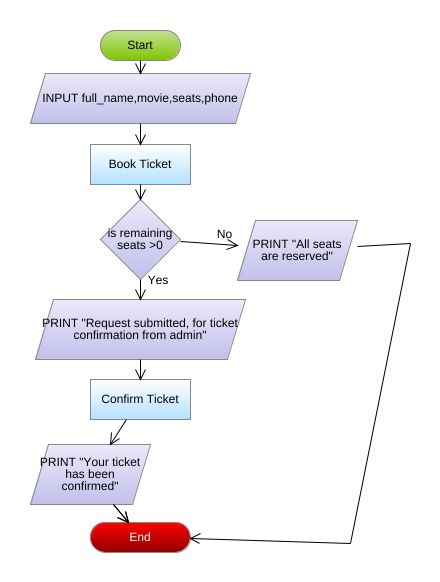 Start
INPUT full_name,movie,seats,phone
Book Ticket
is remaining
seats >0
No
PRINT "All seats
are reserved"
Yes
PRINT "Request submitted, for ticket
confirmation from admin"
Confirm Ticket
PRINT "Your ticket
has been
confirmed"
End